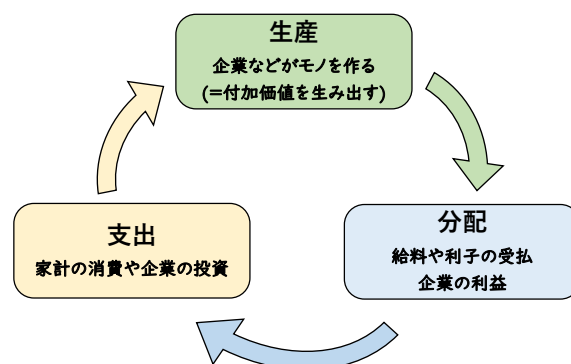 生産
企業などがモノを作る
(=付加価値を生み出す)
支出
家計の消費や企業の投資
分配
給料や利子の受払
企業の利益